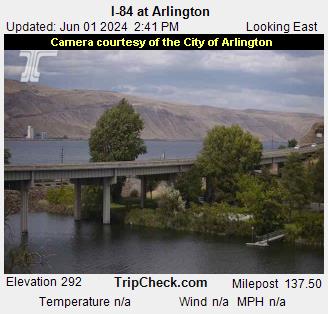 I-84 at Arlington
Updated: Jun 01 2024 2:41 PM Looking East
Camera courtesy of the City of Arlington
Elevation 292 TripCheck.com Milepost 137.50
Temperature n/a Wind n/a MPH n/a